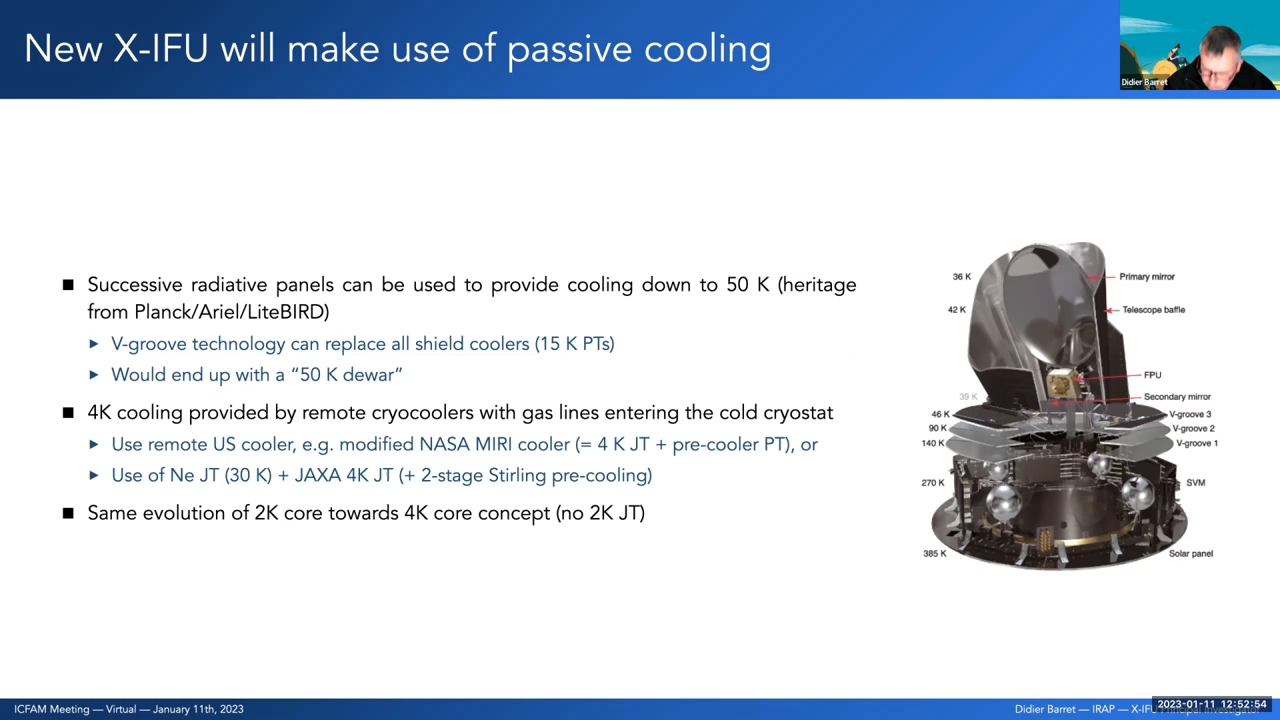 New X-IFU will make use of passive cooling
Didier Barret
■ Successive radiative panels can be used to provide cooling down to 50 K (heritage
from Planck/Ariel/LiteBIRD)
▸ V-groove technology can replace all shield coolers (15 K PTs)
▸ Would end up with a “50 K dewar”
■ 4K cooling provided by remote cryocoolers with gas lines entering the cold cryostat
▸ Use remote US cooler, e.g. modified NASA MIRI cooler (= 4 K JT + pre-cooler PT), or
▸ Use of Ne JT (30 K) + JAXA 4K JT (+ 2-stage Stirling pre-cooling)
■ Same evolution of 2K core towards 4K core concept (no 2K JT)
36 K Primary mirror
42 K Telescope baffle
FPU
39 K Secondary mirror
46 K V-groove 3
90 K V-groove 2
140 K V-groove 1
270 K SVM
385 K Solar panel
ICFAM Meeting — Virtual — January 11th, 2023
Didier Barret — IRAP — X-IFU
2023-01-11 12:52:54